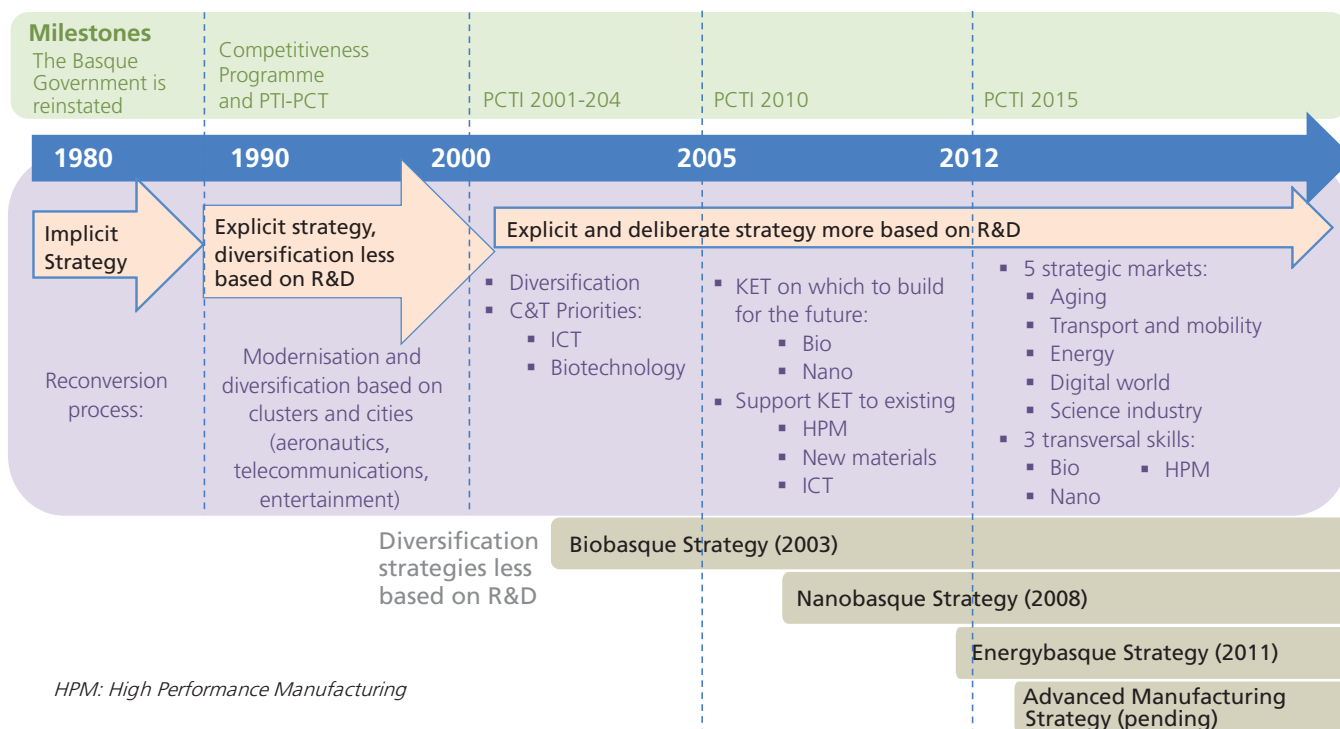 Milestones
The Basque
Government is
reinstated
Competitiveness
Programme
and PTI-PCT
PCTI 2001-204
PCTI 2010
PCTI 2015
1980
1990
2000
2005
2012
Implicit
Strategy
Explicit strategy,
diversification less
based on R&D
Explicit and deliberate strategy more based on R&D
Reconversion
process:
Modernisation and
diversification based on
clusters and cities
(aeronautics,
telecommunications,
entertainment)
▪ Diversification
▪ C&T Priorities:
▪ ICT
▪ Biotechnology
▪ KET on which to build
for the future:
▪ Bio
▪ Nano
▪ Support KET to existing
▪ HPM
▪ New materials
▪ ICT
▪ 5 strategic markets:
▪ Aging
▪ Transport and mobility
▪ Energy
▪ Digital world
▪ Science industry
▪ 3 transversal skills:
▪ Bio ▪ HPM
▪ Nano
Diversification
strategies less
based on R&D
Biobasque Strategy (2003)
Nanobasque Strategy (2008)
Energybasque Strategy (2011)
Advanced Manufacturing
Strategy (pending)
HPM: High Performance Manufacturing